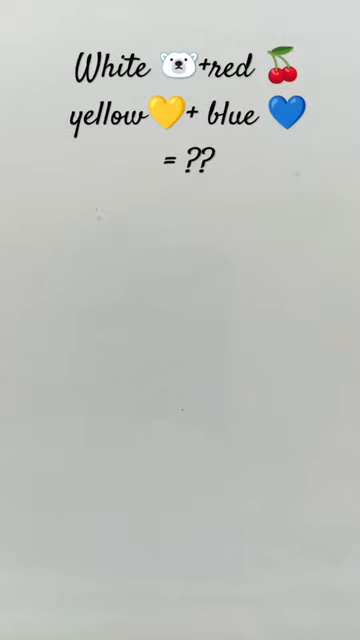 White 🐻‍❄️+red 🍒
yellow💛+ blue 💙
= ??